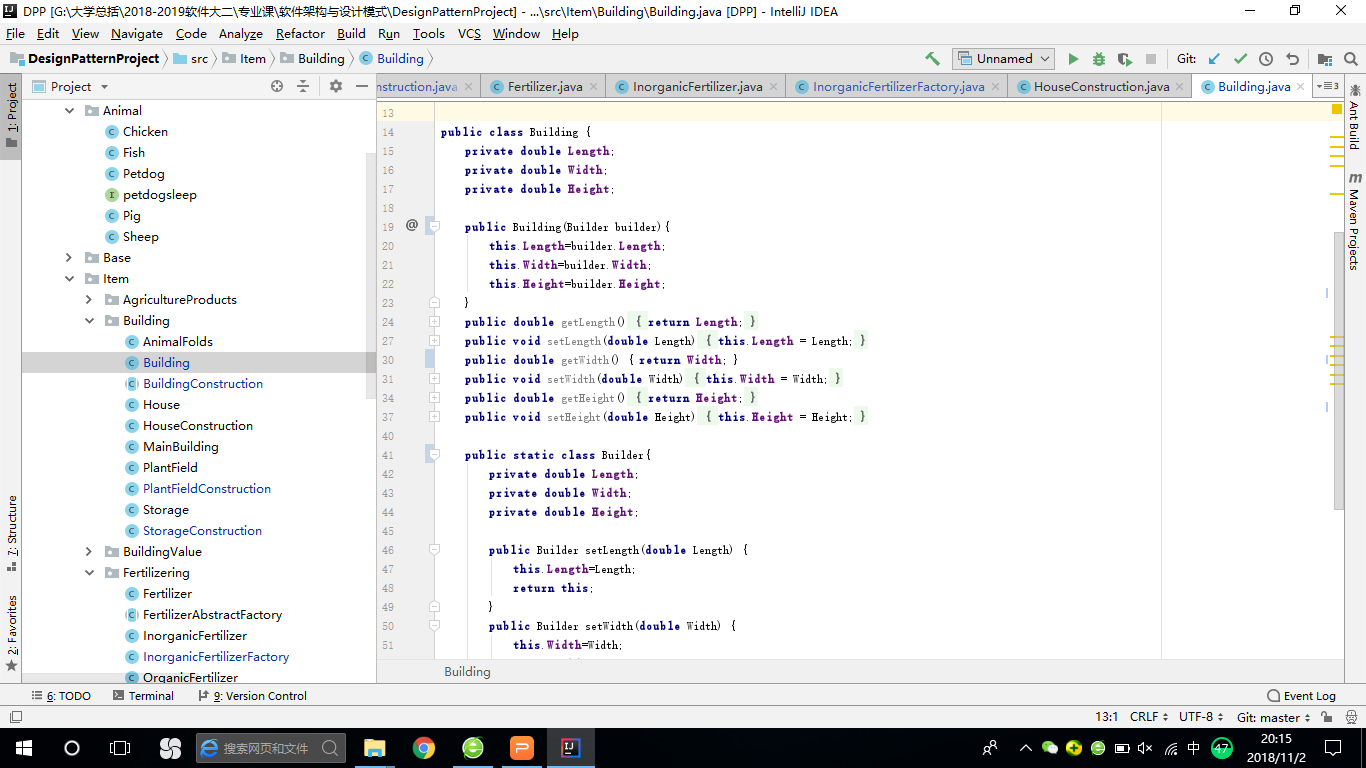 DPP [G:\大学总括\2018-2019软件大二\专业课\软件架构与设计模式\DesignPatternProject] - ...\src\Item\Building\Building.java [DPP] - IntelliJ IDEA
File Edit View Navigate Code Analyze Refactor Build Run Tools VCS Window Help
DesignPatternProject src Item Building Building Unnamed Git:
Project
nstruction.java Fertilizer.java InorganicFertilizer.java InorganicFertilizerFactory.java HouseConstruction.java Building.java 3
1: Project
7: Structure
2: Favorites
Animal
Chicken
Fish
Petdog
petdogsleep
Pig
Sheep
Base
Item
AgricultureProducts
Building
AnimalFolds
Building
BuildingConstruction
House
HouseConstruction
MainBuilding
PlantField
PlantFieldConstruction
Storage
StorageConstruction
BuildingValue
Fertilizering
Fertilizer
FertilizerAbstractFactory
InorganicFertilizer
InorganicFertilizerFactory
OrganicFertilizer
13
14 public class Building {
15 private double Length;
16 private double Width;
17 private double Height;
18
19 @ public Building(Builder builder){
20 this.Length=builder.Length;
21 this.Width=builder.Width;
22 this.Height=builder.Height;
23 }
24 public double getLength() { return Length; }
27 public void setLength(double Length) { this.Length = Length; }
30 public double getWidth() { return Width; }
31 public void setWidth(double Width) { this.Width = Width; }
34 public double getHeight() { return Height; }
37 public void setHeight(double Height) { this.Height = Height; }
40
41 public static class Builder{
42 private double Length;
43 private double Width;
44 private double Height;
45
46 public Builder setLength(double Length) {
47 this.Length=Length;
48 return this;
49 }
50 public Builder setWidth(double Width) {
51 this.Width=Width;
Building
Ant Build
m Maven Projects
6: TODO Terminal 9: Version Control Event Log
13:1 CRLF UTF-8 Git: master
搜索网页和文件
中 47
20:15
2018/11/2